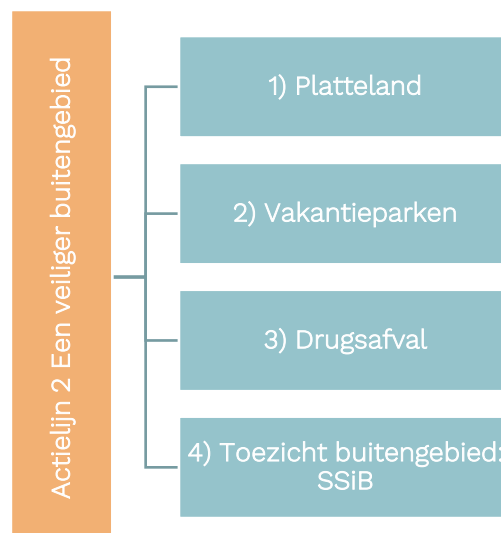 Actielijn 2 Een veiliger buitengebied
1) Platteland
2) Vakantieparken
3) Drugsafval
4) Toezicht buitengebied:
SSiB